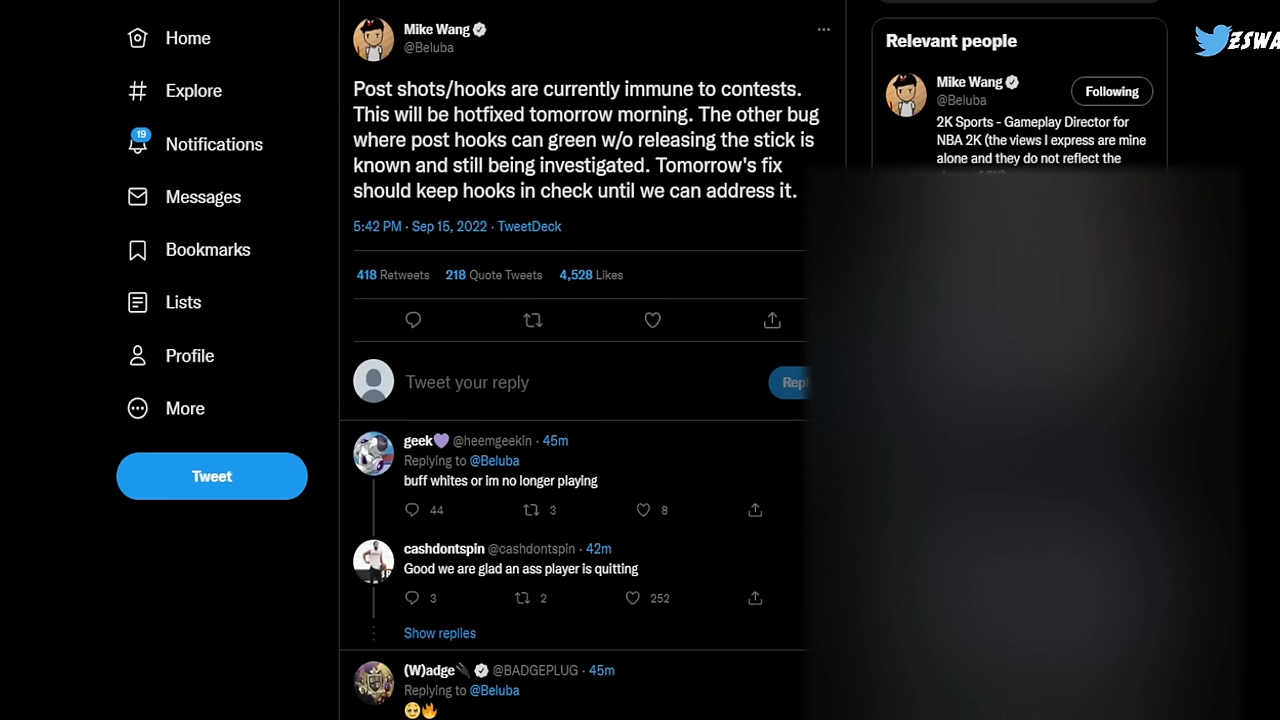 Home
Explore
19
Notifications
Messages
Bookmarks
Lists
Profile
More
Tweet
Mike Wang
@Beluba
Post shots/hooks are currently immune to contests.
This will be hotfixed tomorrow morning. The other bug
where post hooks can green w/o releasing the stick is
known and still being investigated. Tomorrow's fix
should keep hooks in check until we can address it.
5:42 PM · Sep 15, 2022 · TweetDeck
418 Retweets 218 Quote Tweets 4,528 Likes
Tweet your reply
Repl
geek💜 @heemgeekin · 45m
Replying to @Beluba
buff whites or im no longer playing
44 3 8
cashdontspin @cashdontspin · 42m
Good we are glad an ass player is quitting
3 2 252
Show replies
(W)adge🔌 @BADGEPLUG · 45m
Replying to @Beluba
🥹🔥
Relevant people
Mike Wang
@Beluba
Following
2K Sports - Gameplay Director for
NBA 2K (the views I express are mine
alone and they do not reflect the
ZSWA